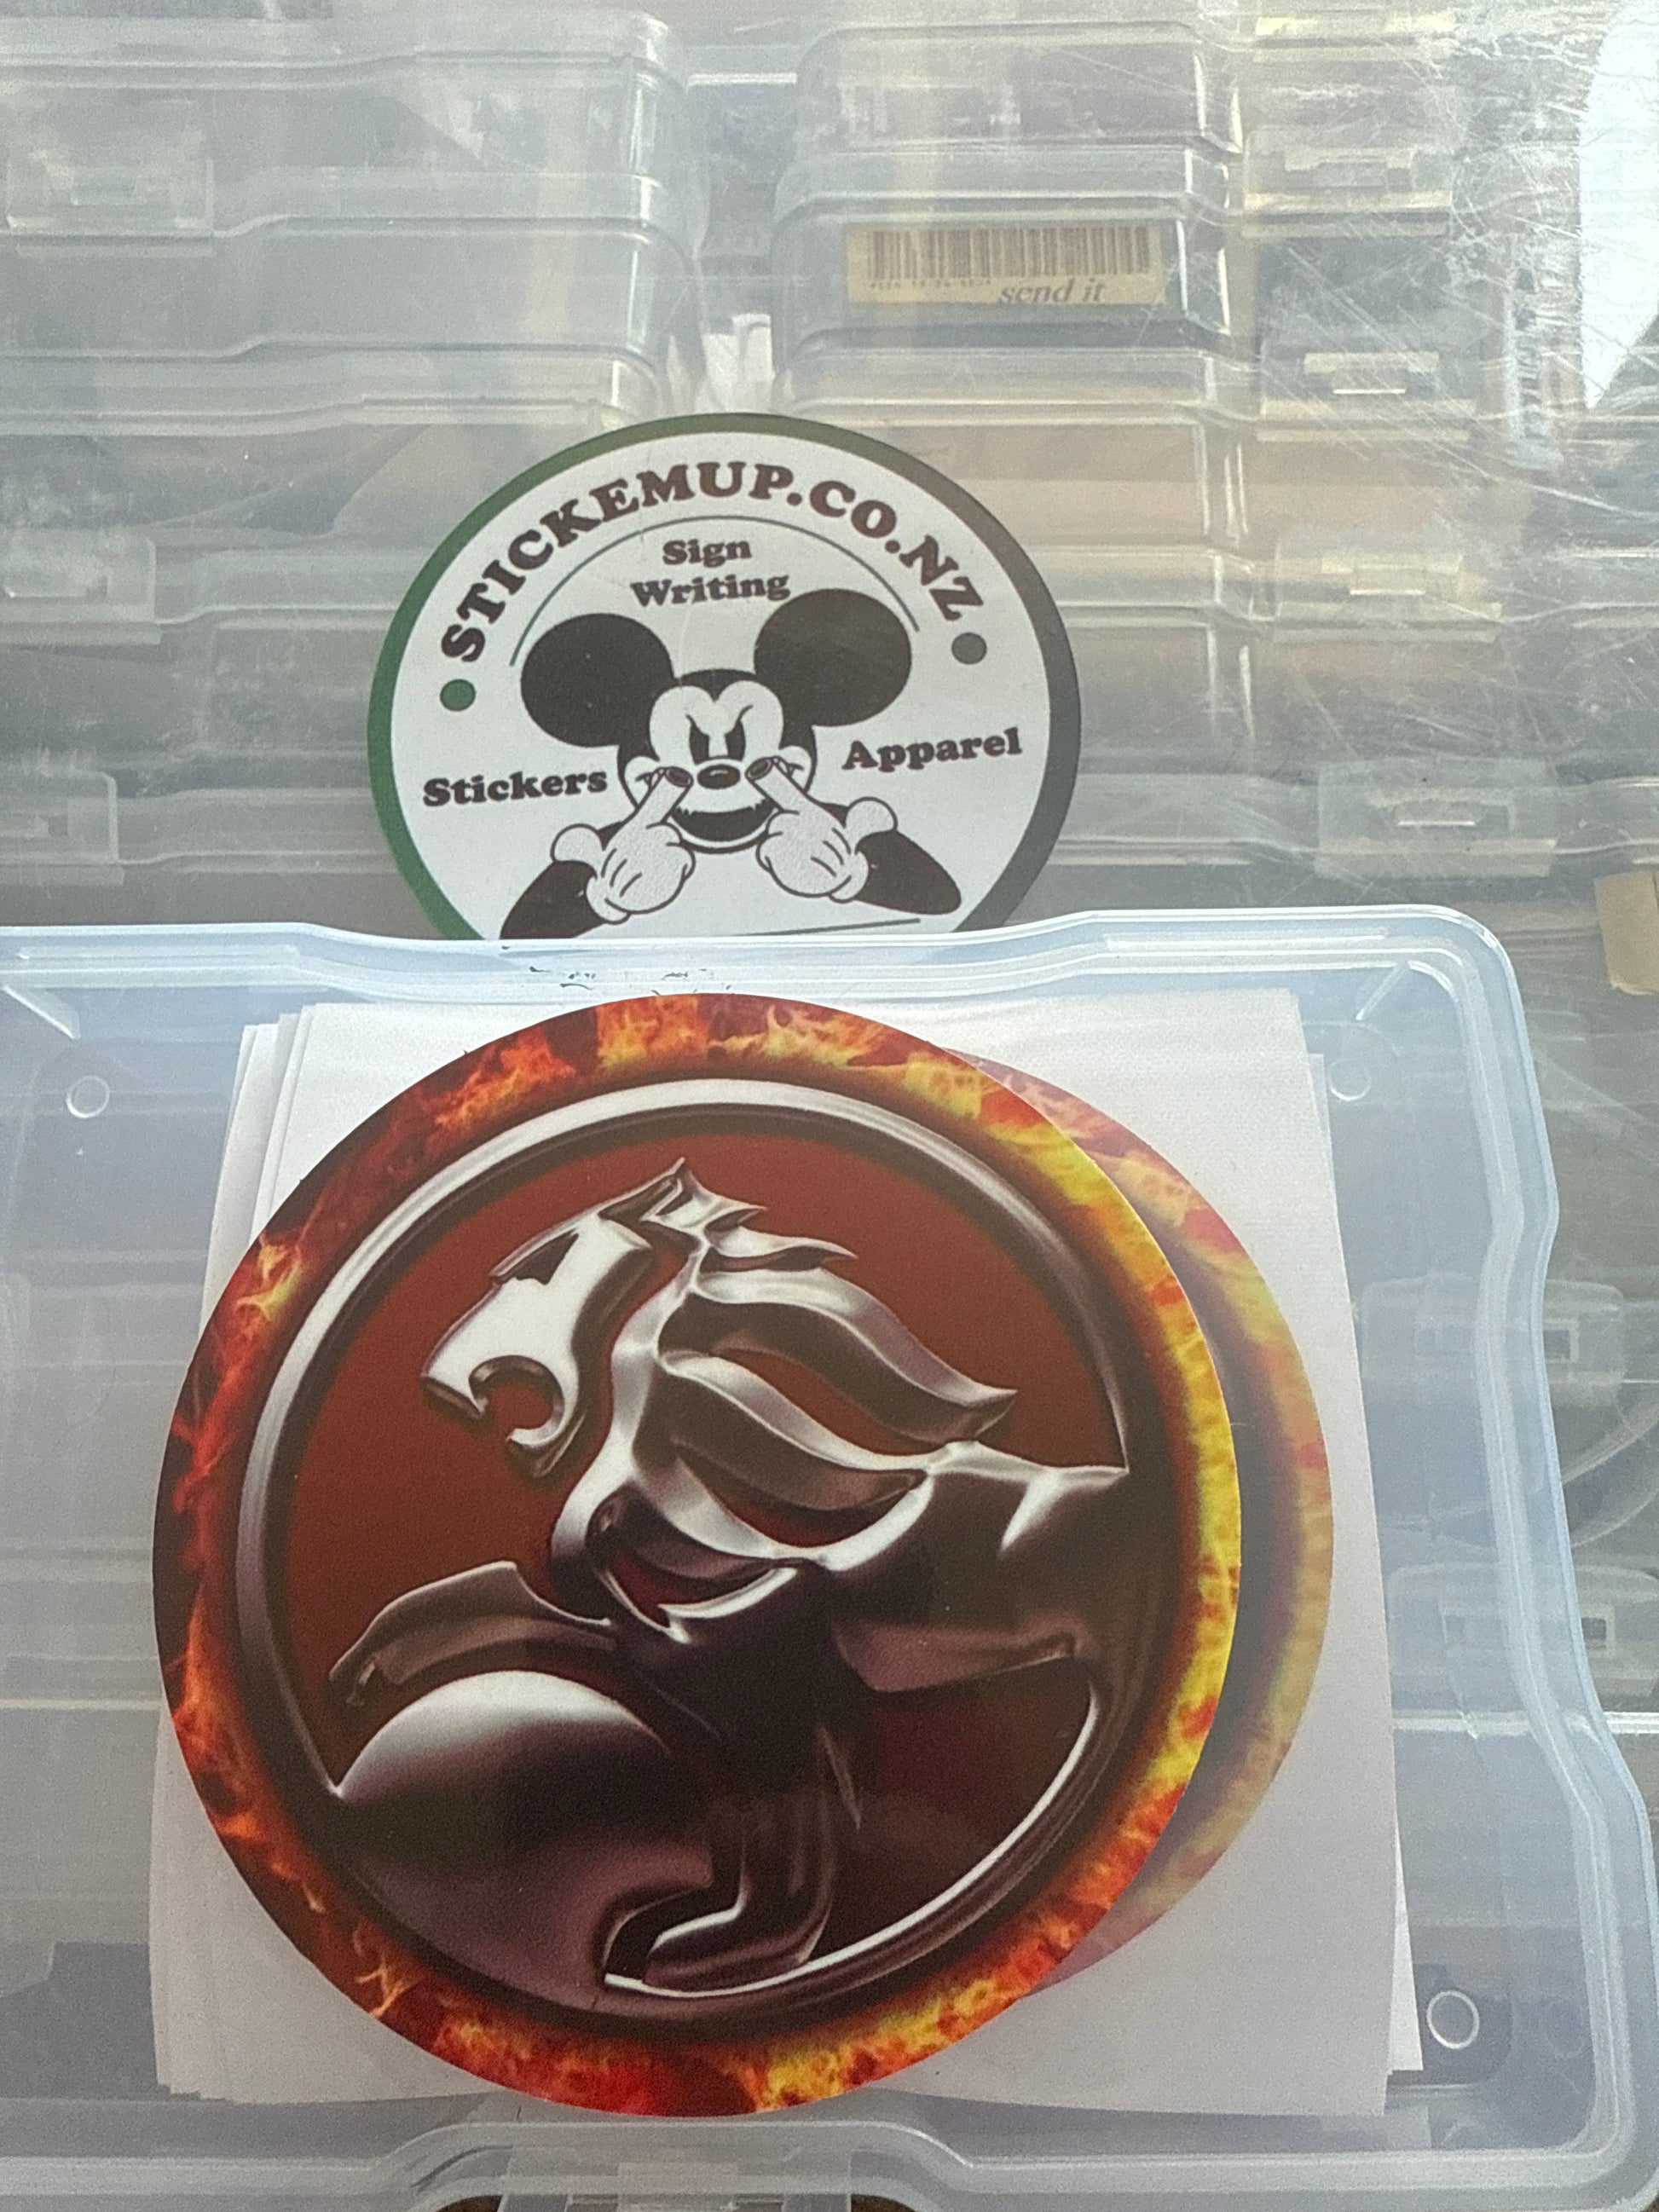 send it
STICKEMUP.CO.NZ
Sign
Writing
Stickers
Apparel